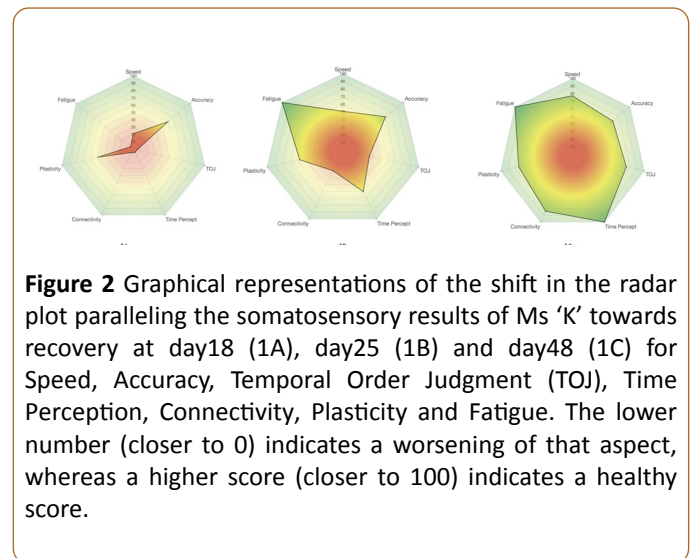 Speed
Fatigue
Accuracy
Plasticity
TOJ
Connectivity
Time Percept
Speed
Fatigue
Accuracy
Plasticity
TOJ
Connectivity
Time Percept
Speed
Fatigue
Accuracy
Plasticity
TOJ
Connectivity
Time Percept
Figure 2 Graphical representations of the shift in the radar
plot paralleling the somatosensory results of Ms ‘K’ towards
recovery at day18 (1A), day25 (1B) and day48 (1C) for
Speed, Accuracy, Temporal Order Judgment (TOJ), Time
Perception, Connectivity, Plasticity and Fatigue. The lower
number (closer to 0) indicates a worsening of that aspect,
whereas a higher score (closer to 100) indicates a healthy
score.